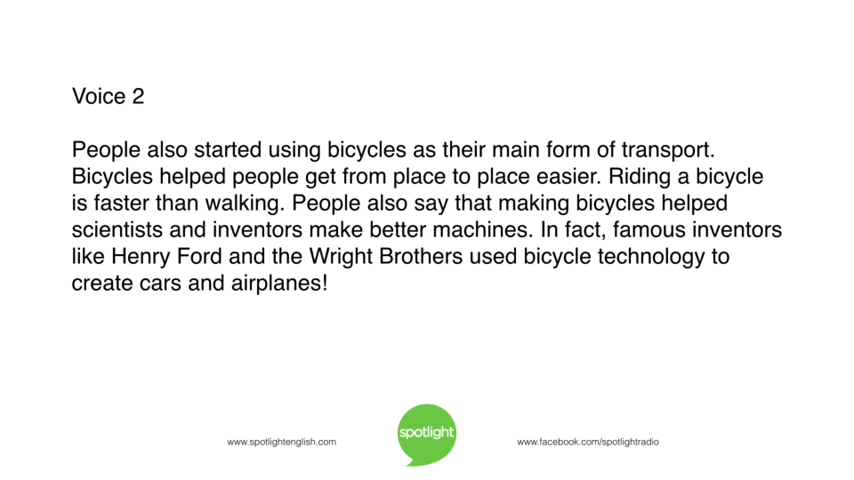 Voice 2
People also started using bicycles as their main form of transport.
Bicycles helped people get from place to place easier. Riding a bicycle
is faster than walking. People also say that making bicycles helped
scientists and inventors make better machines. In fact, famous inventors
like Henry Ford and the Wright Brothers used bicycle technology to
create cars and airplanes!
www.spotlightenglish.com
spotlight
www.facebook.com/spotlightradio